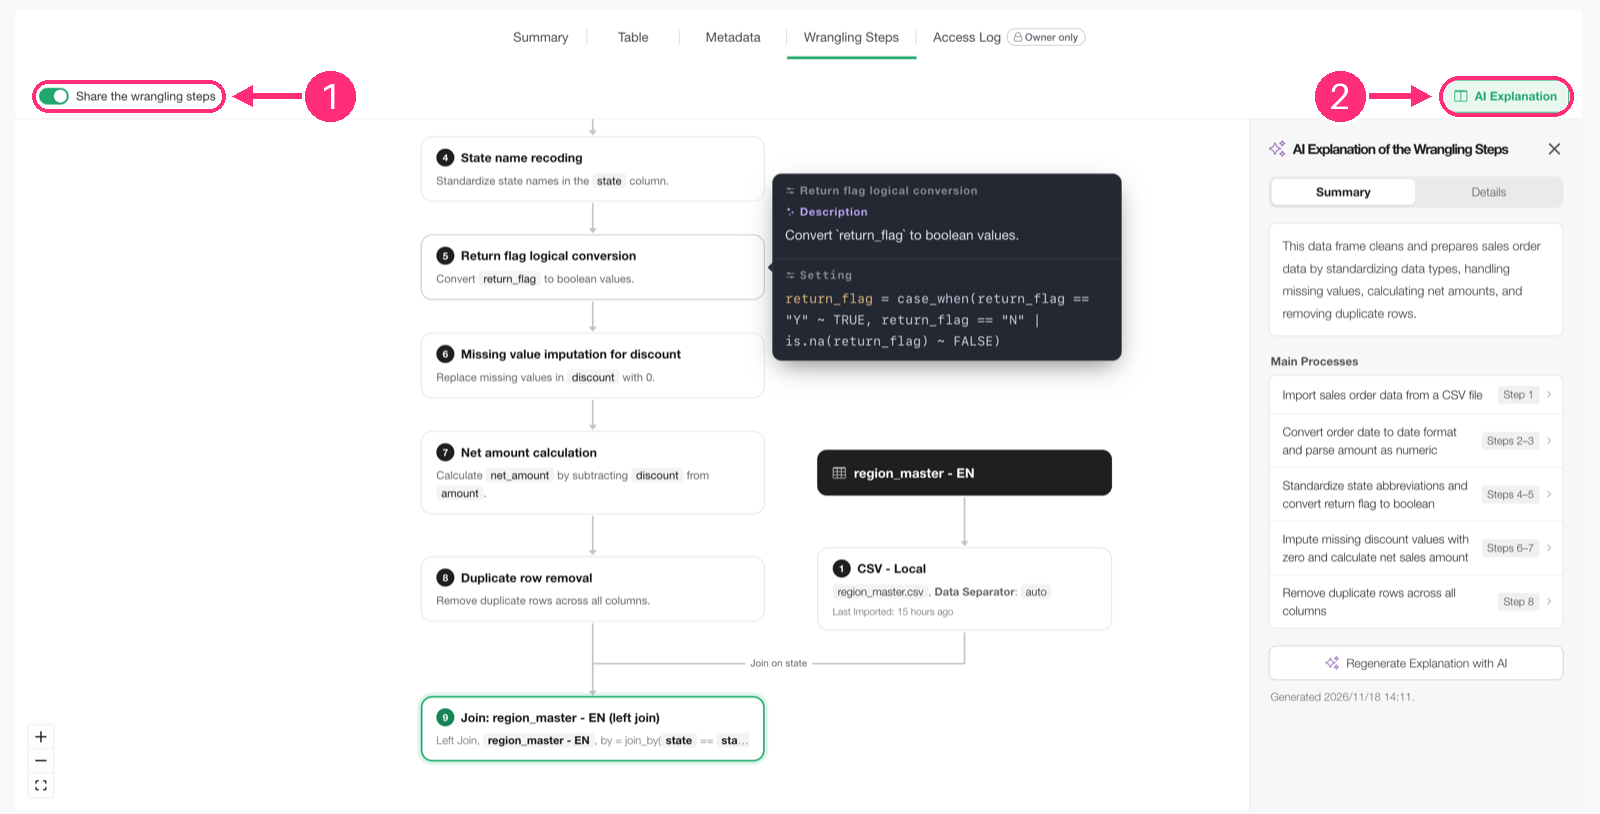 Summary
Table
Metadata
Wrangling Steps
Access Log
Owner only
Share the wrangling steps
1
2
AI Explanation
4 State name recoding
Standardize state names in the state column.
5 Return flag logical conversion
Convert return_flag to boolean values.
6 Missing value imputation for discount
Replace missing values in discount with 0.
7 Net amount calculation
Calculate net_amount by subtracting discount from
amount .
8 Duplicate row removal
Remove duplicate rows across all columns.
Return flag logical conversion
Description
Convert `return_flag` to boolean values.
Setting
return_flag = case_when(return_flag ==
"Y" ~ TRUE, return_flag == "N" |
is.na(return_flag) ~ FALSE)
region_master - EN
1 CSV - Local
region_master.csv, Data Separator: auto
Last Imported: 15 hours ago
Join on state
9 Join: region_master - EN (left join)
Left Join, region_master - EN , by = join_by( state == sta...
AI Explanation of the Wrangling Steps
Summary
Details
This data frame cleans and prepares sales order
data by standardizing data types, handling
missing values, calculating net amounts, and
removing duplicate rows.
Main Processes
Import sales order data from a CSV file
Step 1
Convert order date to date format
and parse amount as numeric
Steps 2–3
Standardize state abbreviations and
convert return flag to boolean
Steps 4–5
Impute missing discount values with
zero and calculate net sales amount
Steps 6–7
Remove duplicate rows across all
columns
Step 8
Regenerate Explanation with AI
Generated 2026/11/18 14:11.